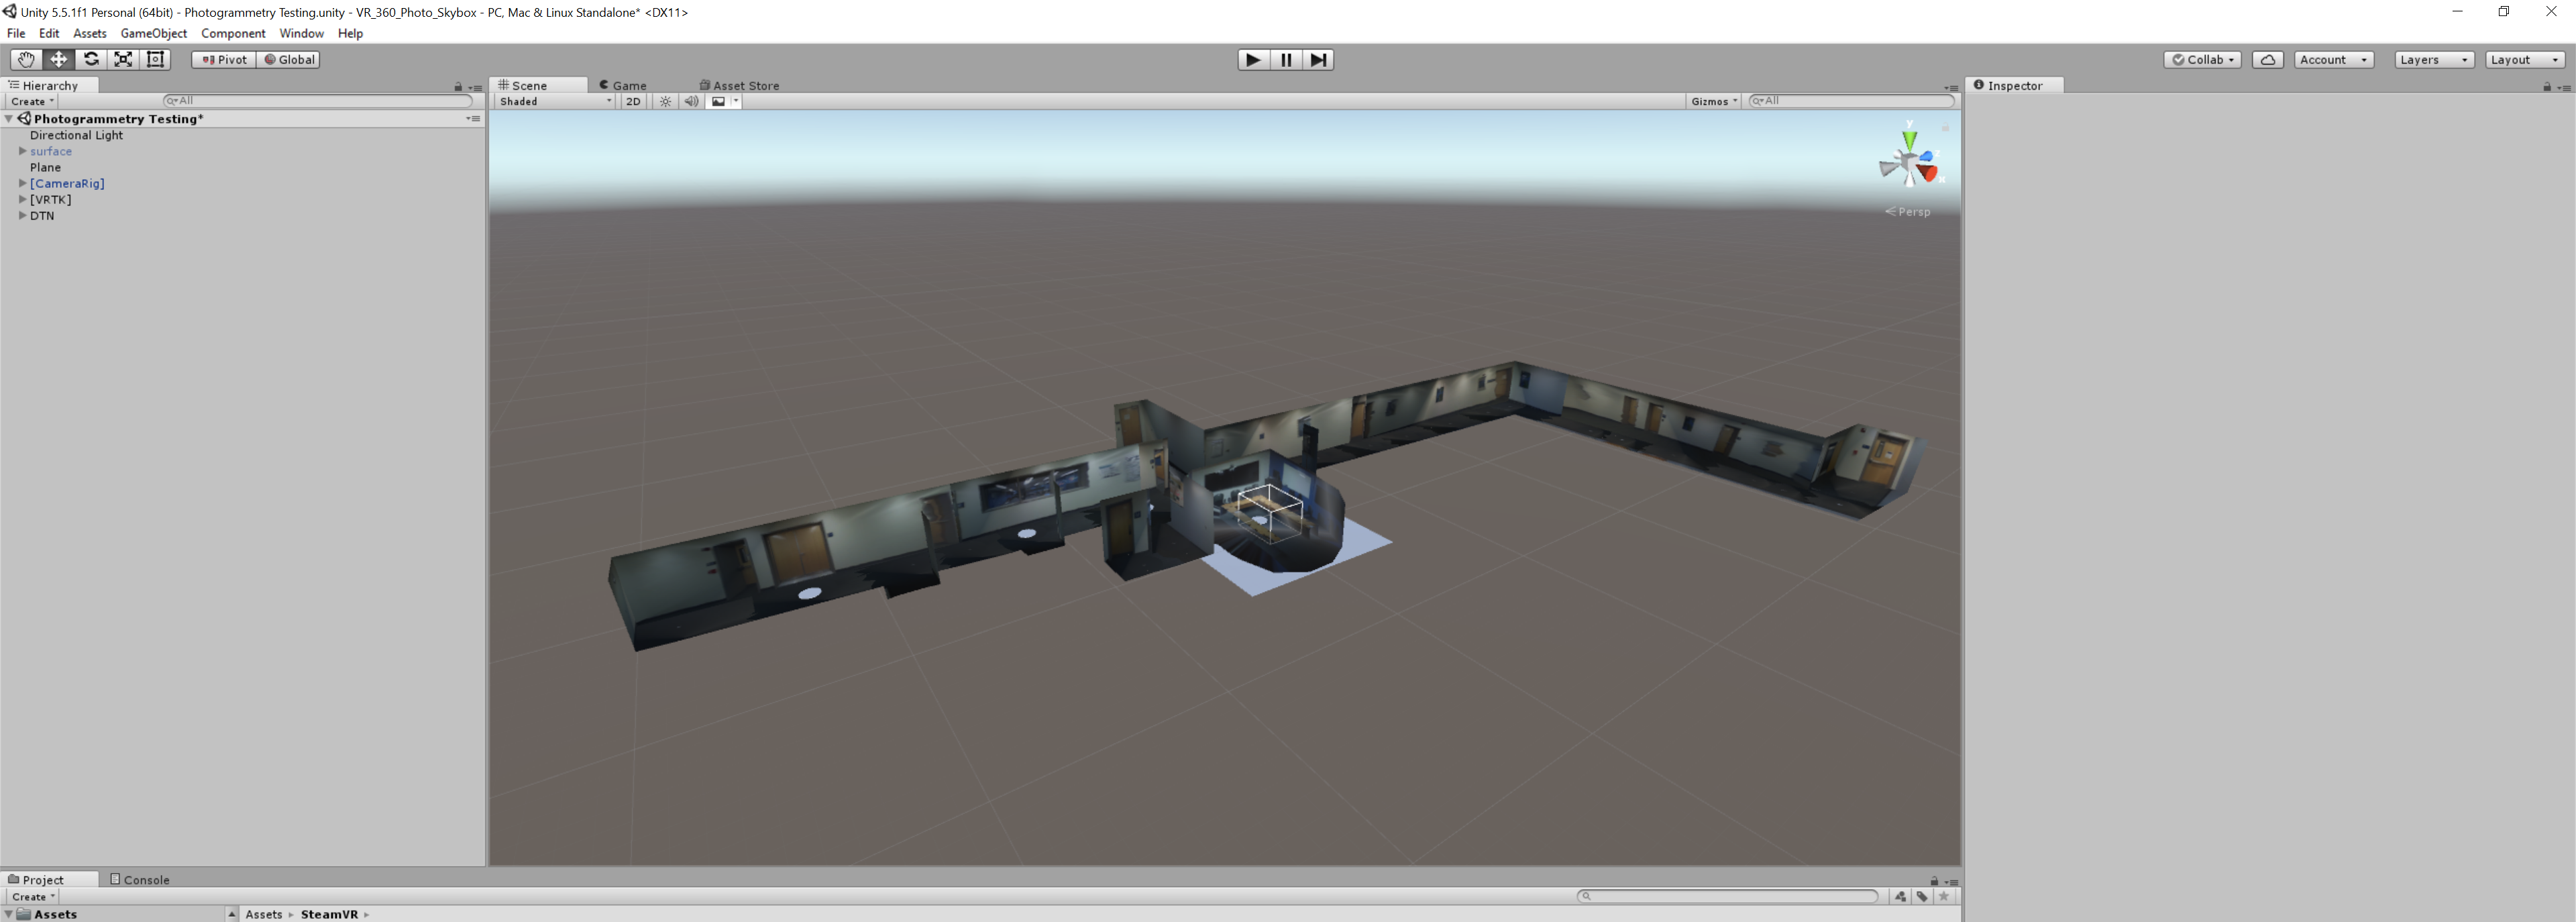 Unity 5.5.1f1 Personal (64bit) - Photogrammetry Testing.unity - VR_360_Photo_Skybox - PC, Mac & Linux Standalone* <DX11>
File Edit Assets GameObject Component Window Help
Pivot Global Collab Account Layers Layout
Hierarchy
Create All
Photogrammetry Testing*
Directional Light
surface
Plane
[CameraRig]
[VRTK]
DTN
Scene Game Asset Store
Shaded 2D Gizmos All
y
x
Persp
Inspector
Project Console
Create
Assets
Assets SteamVR